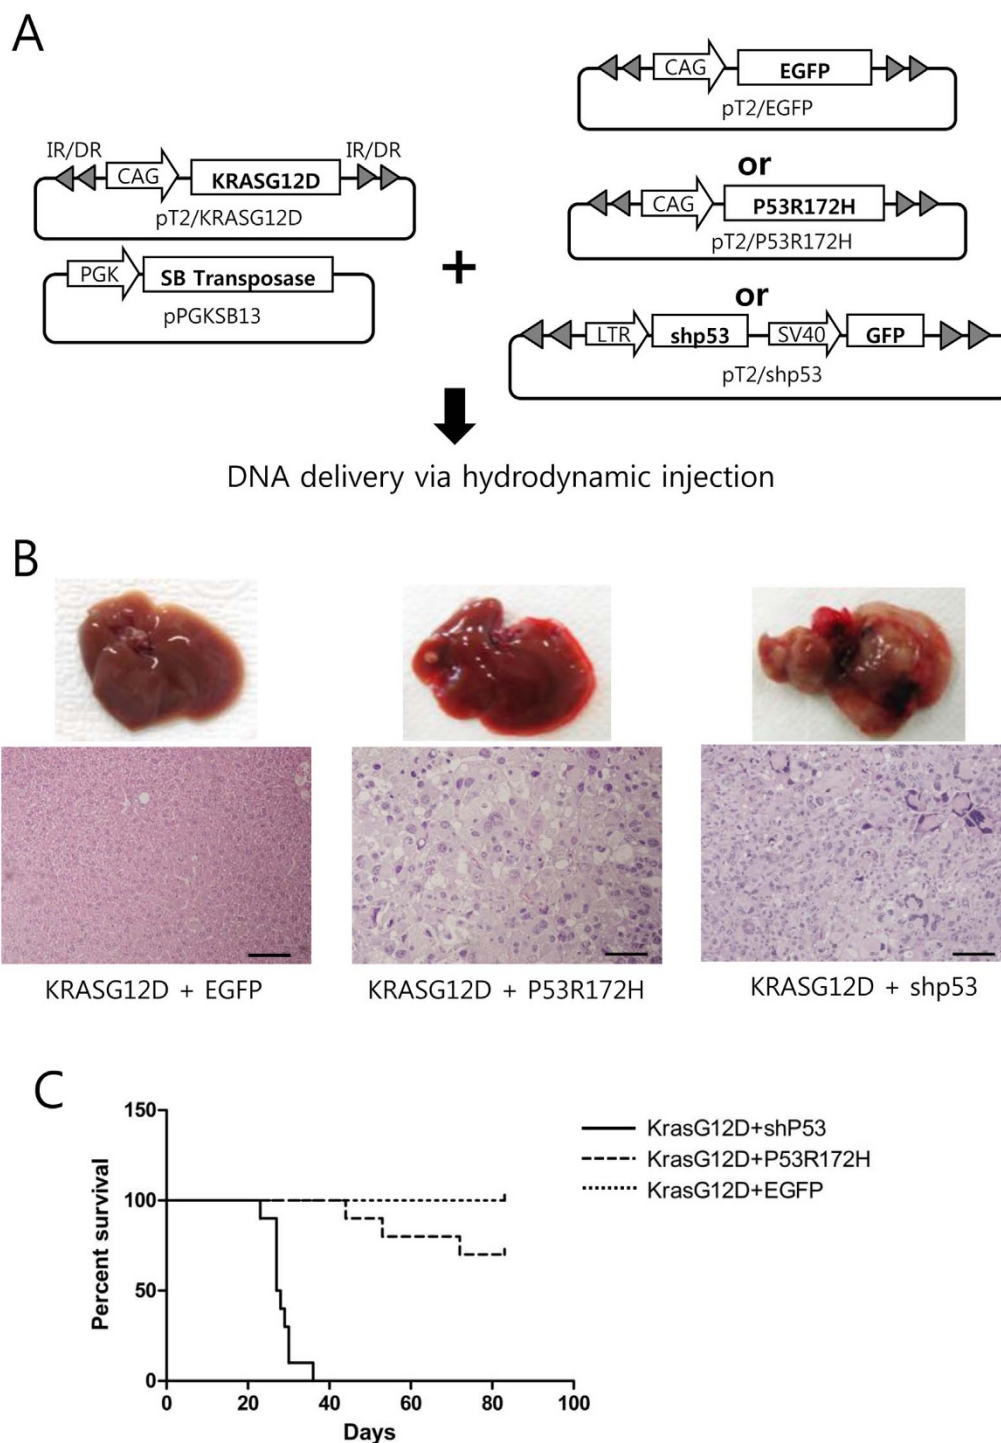 A
IR/DR
IR/DR
CAG
KRASG12D
pT2/KRASG12D
PGK
SB Transposase
pPGKSB13
+
CAG
EGFP
pT2/EGFP
or
CAG
P53R172H
pT2/P53R172H
or
LTR
shp53
SV40
GFP
pT2/shp53
DNA delivery via hydrodynamic injection
B
KRASG12D + EGFP
KRASG12D + P53R172H
KRASG12D + shp53
C
Percent survival
150
100
50
0
0
20
40
60
80
100
Days
KrasG12D+shP53
KrasG12D+P53R172H
KrasG12D+EGFP